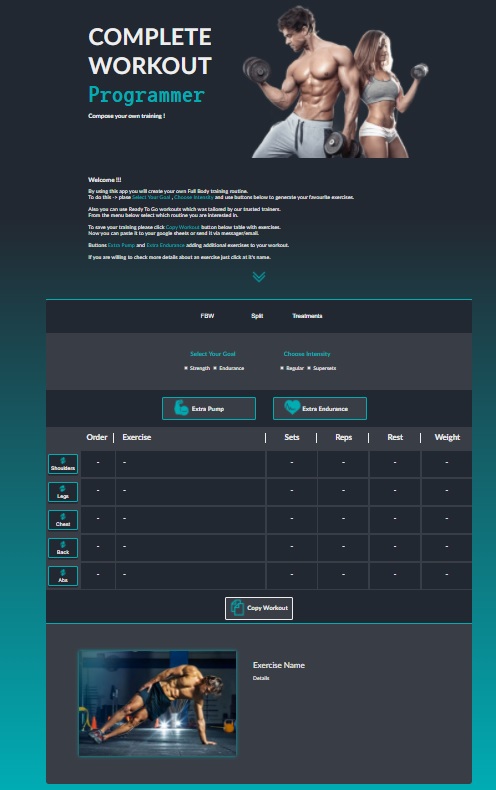 COMPLETE
WORKOUT
Programmer
Compose your own training !
Welcome !!!
By using this app you will create your own Full Body training routine.
To do this -> plase Select Your Goal , Choose Intensity and use buttons below to generate your favourite exercises.
Also you can use Ready To Go workouts which was tailored by our trusted trainers.
From the menu below select which routine you are interested in.
To save your training please click Copy Workout button below table with exercises.
Now you can paste it to your google sheets or send it via messager/email.
Buttons Extra Pump and Extra Endurance adding additional exercises to your workout.
If you are willing to check more details about an exercise just click at it's name.
FBW Split Treatments
Select Your Goal Choose Intensity
Strength Endurance Regular Supersets
Extra Pump Extra Endurance
Order Exercise Sets Reps Rest Weight
Shoulders - - - - - -
Legs - - - - - -
Chest - - - - - -
Back - - - - - -
Abs - - - - - -
Copy Workout
Exercise Name
Details